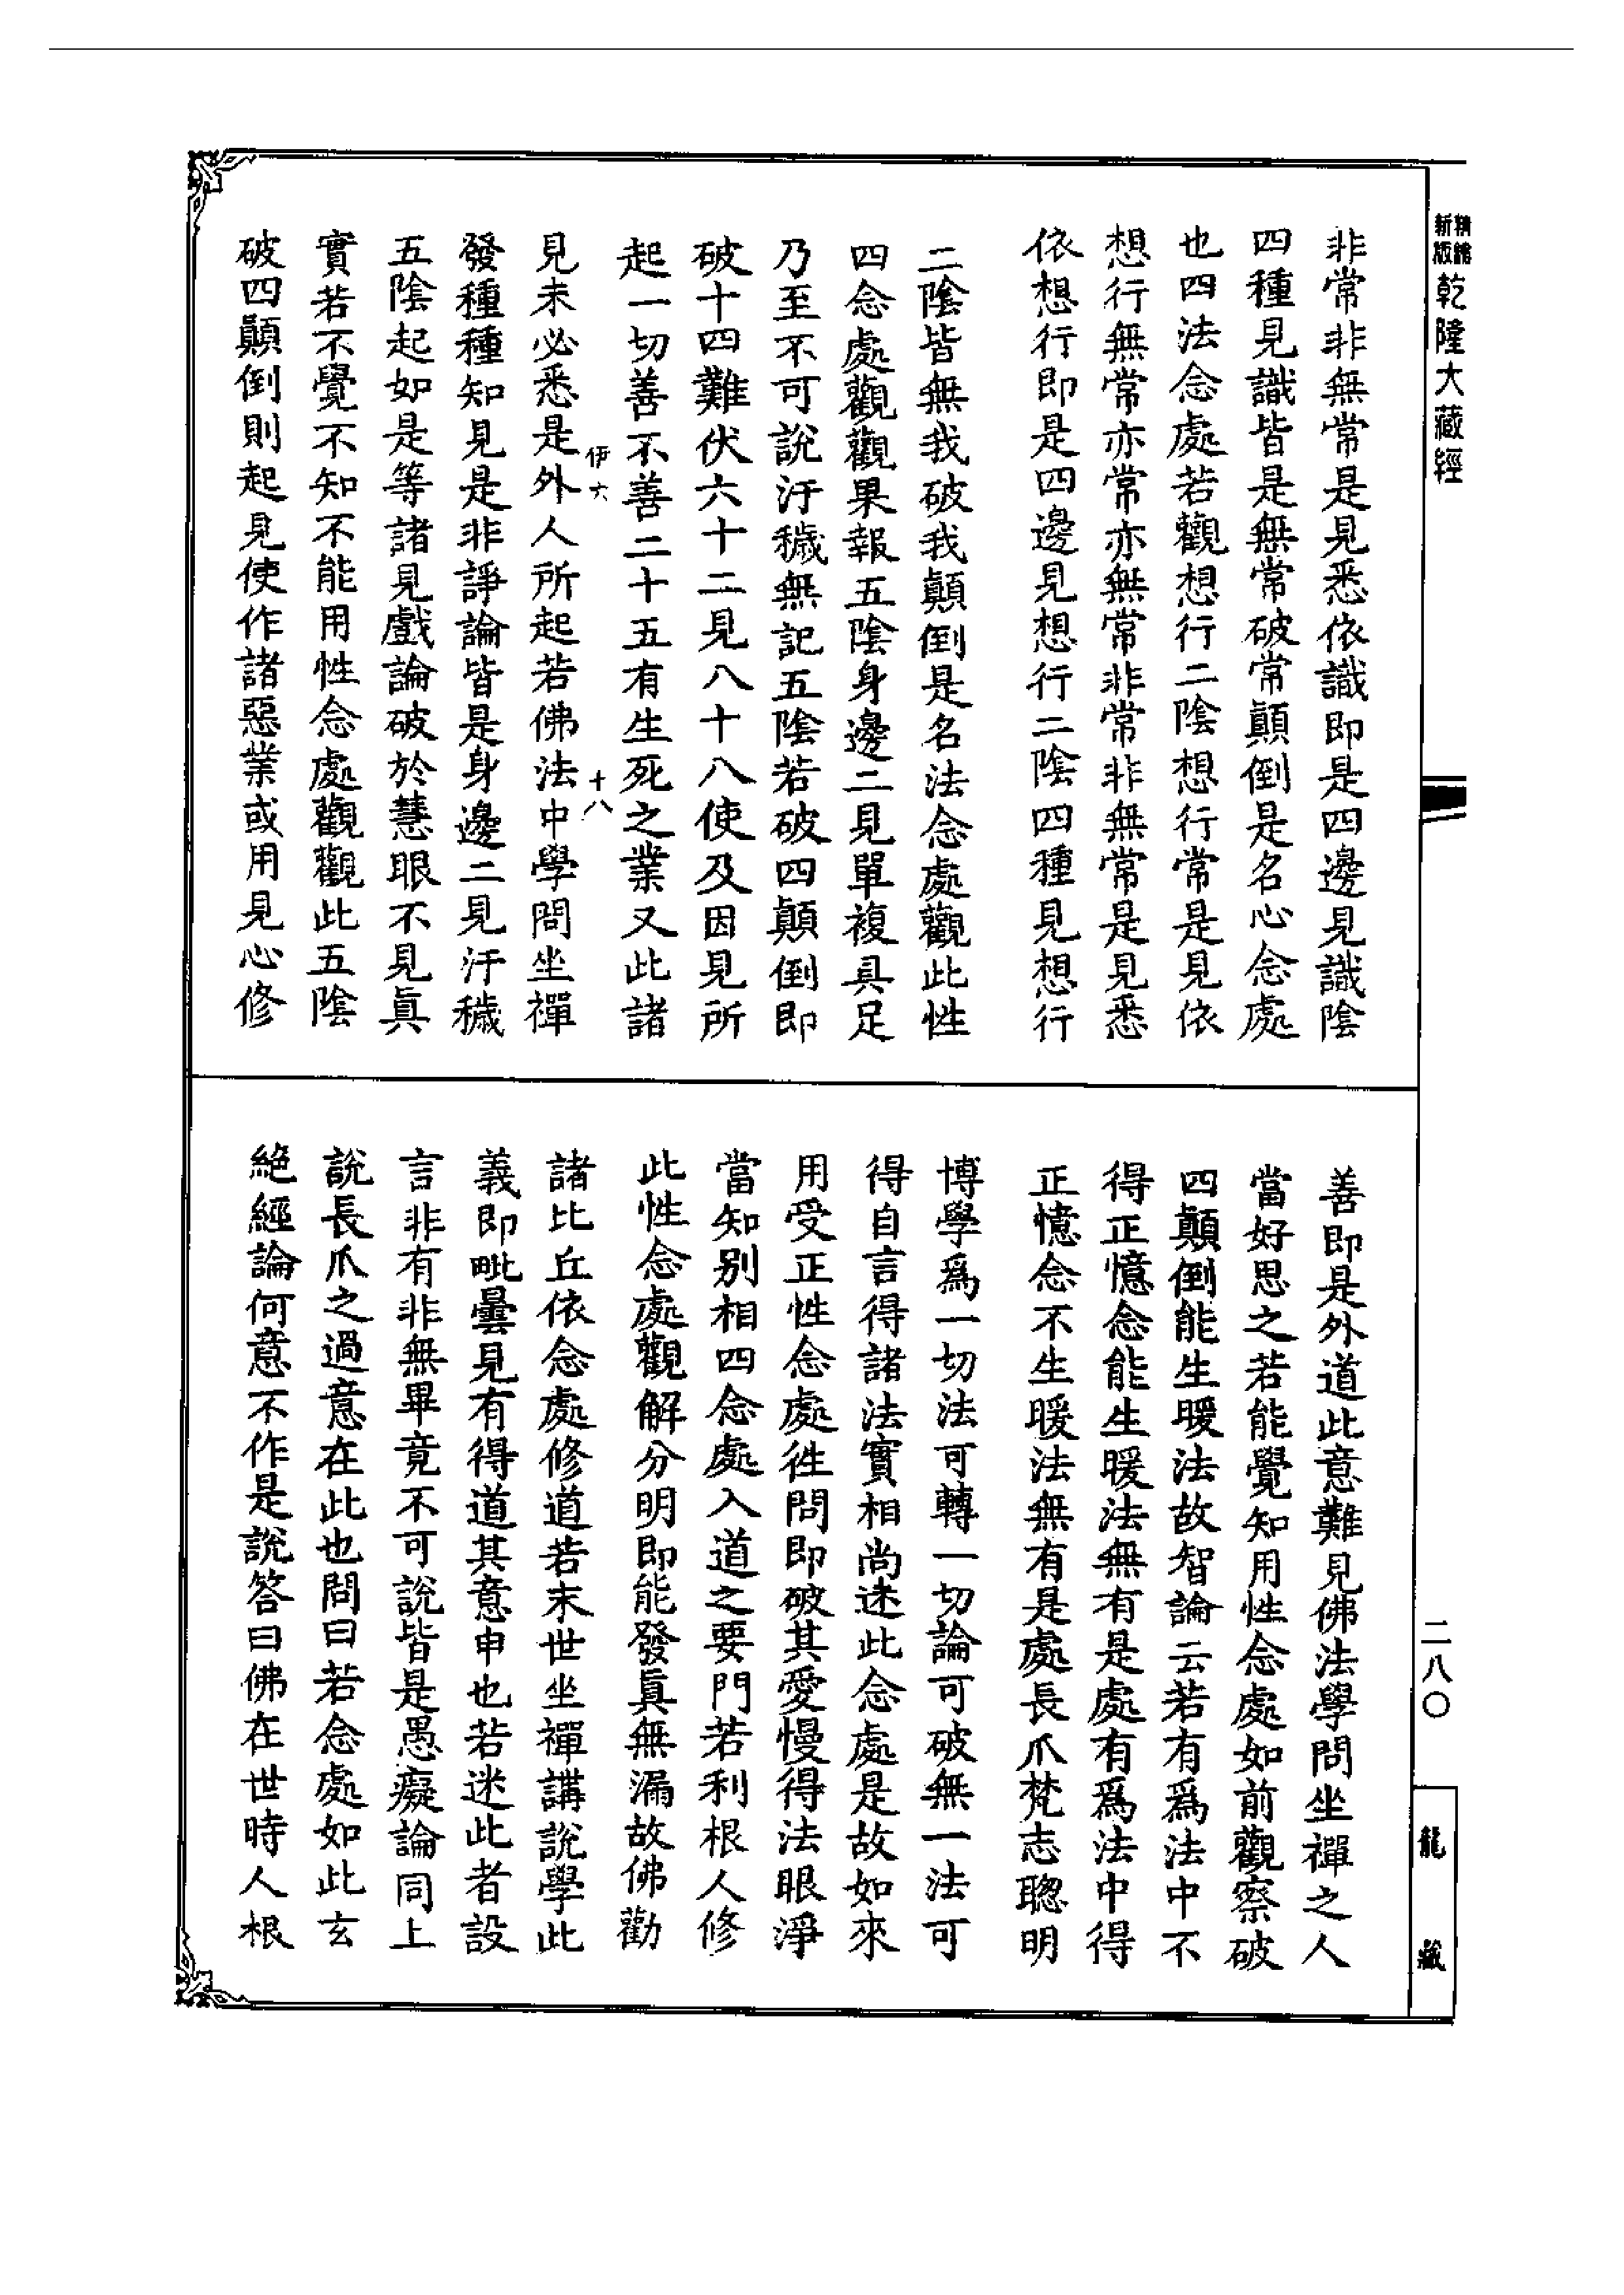 精縮
新版
乾隆大藏經
非常非無常是見悉依識即是四邊見識陰
四種見識皆是無常破常顛倒是名心念處
也四法念處若觀想行二陰想行常是見依
想行無常亦常亦無常非常非無常是見悉
依想行即是四邊見想行二陰四種見想行
二陰皆無我破我顛倒是名法念處觀此性
四念處觀觀果報五陰身邊二見單複具足
乃至不可說汙穢無記五陰若破四顛倒即
破十四難伏六十二見八十八使及因見所
起一切善不善二十五有生死之業又此諸
伊六 十八
見未必悉是外人所起若佛法中學問坐禪
發種種知見是非諍論皆是身邊二見汙穢
五陰起如是等諸見戲論破於慧眼不見眞
實若不覺不知不能用性念處觀觀此五陰
破四顛倒則起見使作諸惡業或用見心修
善即是外道此意難見佛法學問坐禪之人
當好思之若能覺知用性念處如前觀察破
四顛倒能生暖法故智論云若有爲法中不
得正憶念能生暖法無有是處有爲法中得
正憶念不生暖法無有是處長爪梵志聰明
博學爲一切法可轉一切論可破無一法可
得自言得諸法實相尚迷此念處是故如來
用受正性念處徃問即破其愛慢得法眼淨
當知别相四念處入道之要門若利根人修
此性念處觀解分明即能發眞無漏故佛勸
諸比丘依念處修道若末世坐禪講說學此
義即毗曇見有得道其意申也若迷此者設
言非有非無畢竟不可說皆是愚癡論同上
說長爪之過意在此也問曰若念處如此玄
絶經論何意不作是說答曰佛在世時人根
二八〇
龍藏